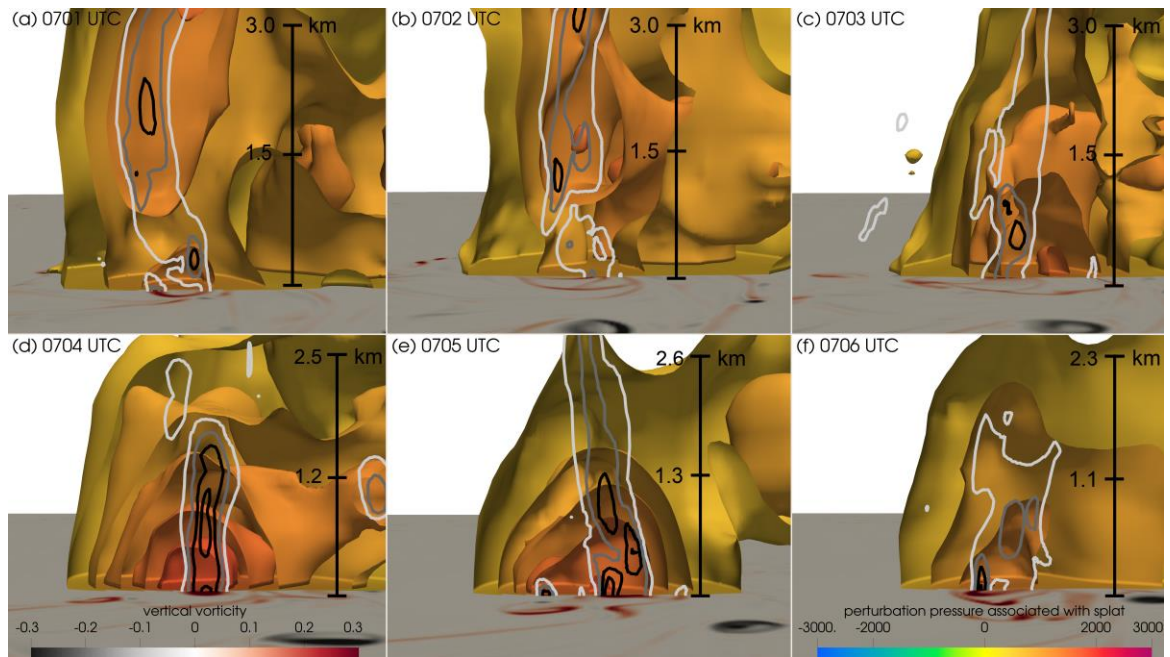 (a) 0701 UTC
3.0 km
1.5
(b) 0702 UTC
3.0 km
1.5
(c) 0703 UTC
3.0 km
1.5
(d) 0704 UTC
2.5 km
1.2
vertical vorticity
-0.3 -0.2 -0.1 0 0.1 0.2 0.3
(e) 0705 UTC
2.6 km
1.3
(f) 0706 UTC
2.3 km
1.1
perturbation pressure associated with splat
-3000. -2000 0 2000 3000